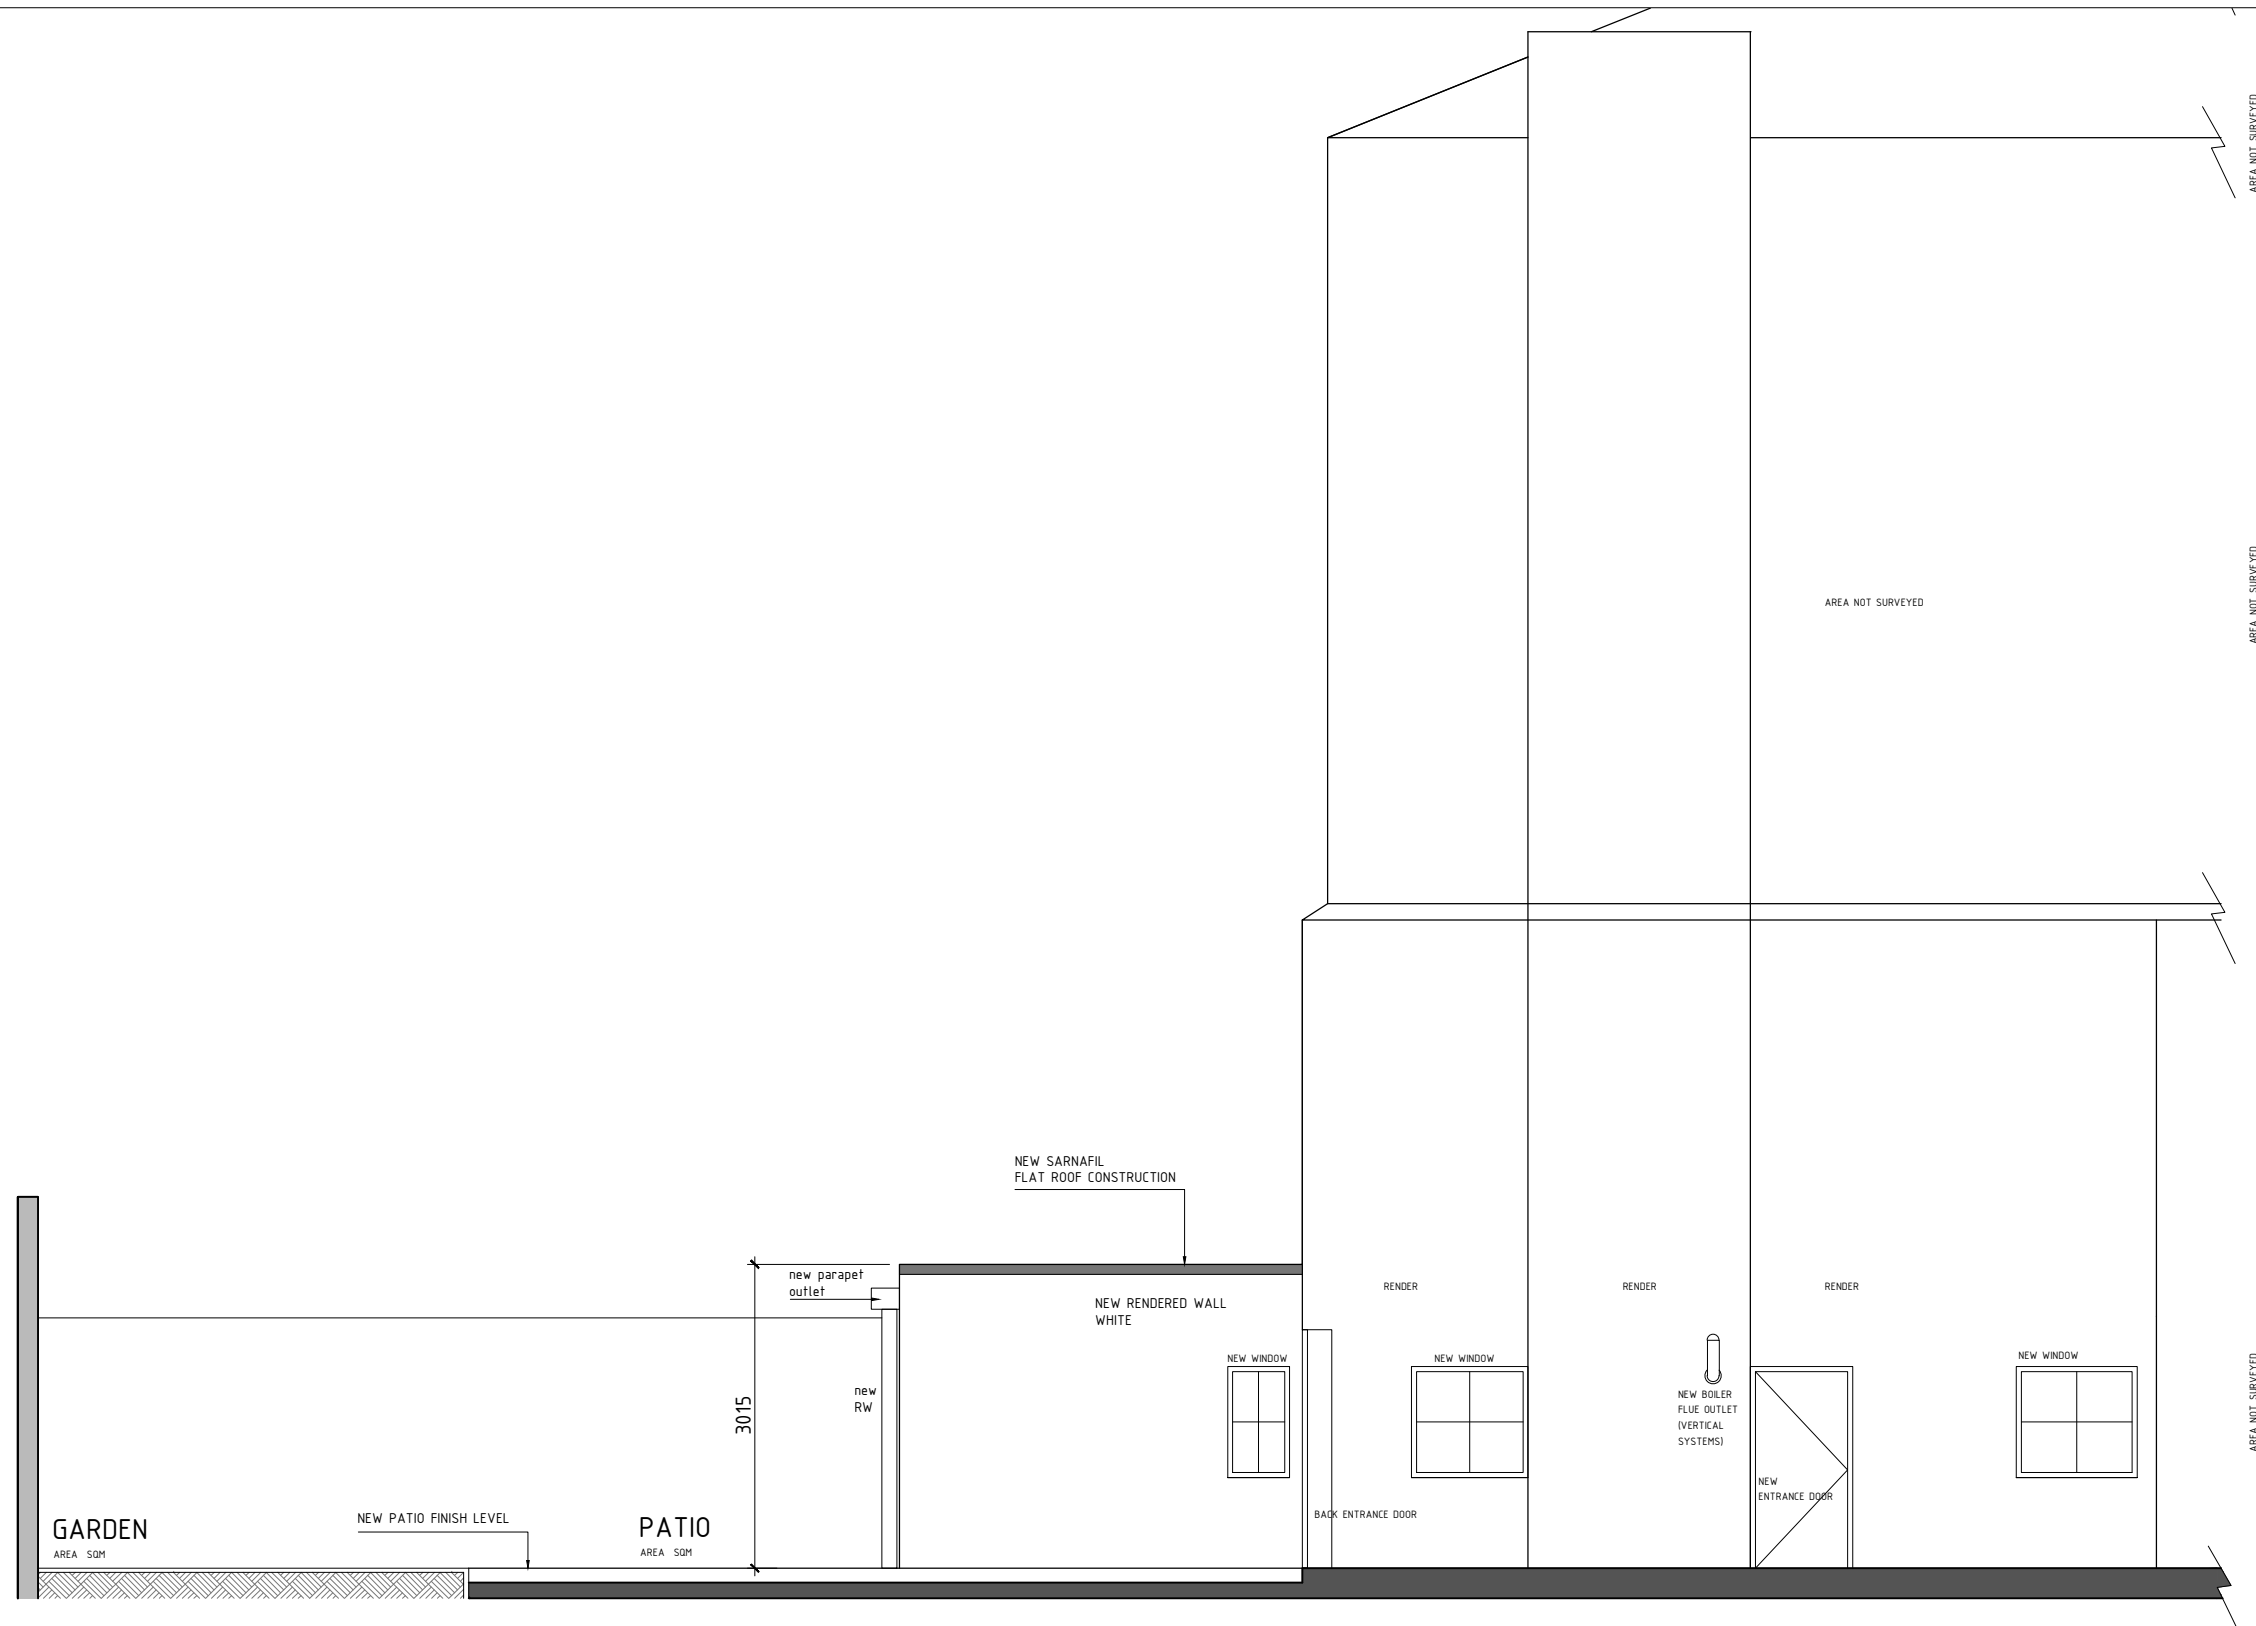 AREA NOT SURVEYED
AREA NOT SURVEYED
AREA NOT SURVEYED
NEW SARNAFIL
FLAT ROOF CONSTRUCTION
new parapet
outlet
NEW RENDERED WALL
WHITE
RENDER
RENDER
RENDER
NEW WINDOW
NEW WINDOW
NEW WINDOW
new
RW
3015
NEW BOILER
FLUE OUTLET
(VERTICAL
SYSTEMS)
AREA NOT SURVEYED
NEW
ENTRANCE DOOR
BACK ENTRANCE DOOR
GARDEN
AREA SQM
NEW PATIO FINISH LEVEL
PATIO
AREA SQM